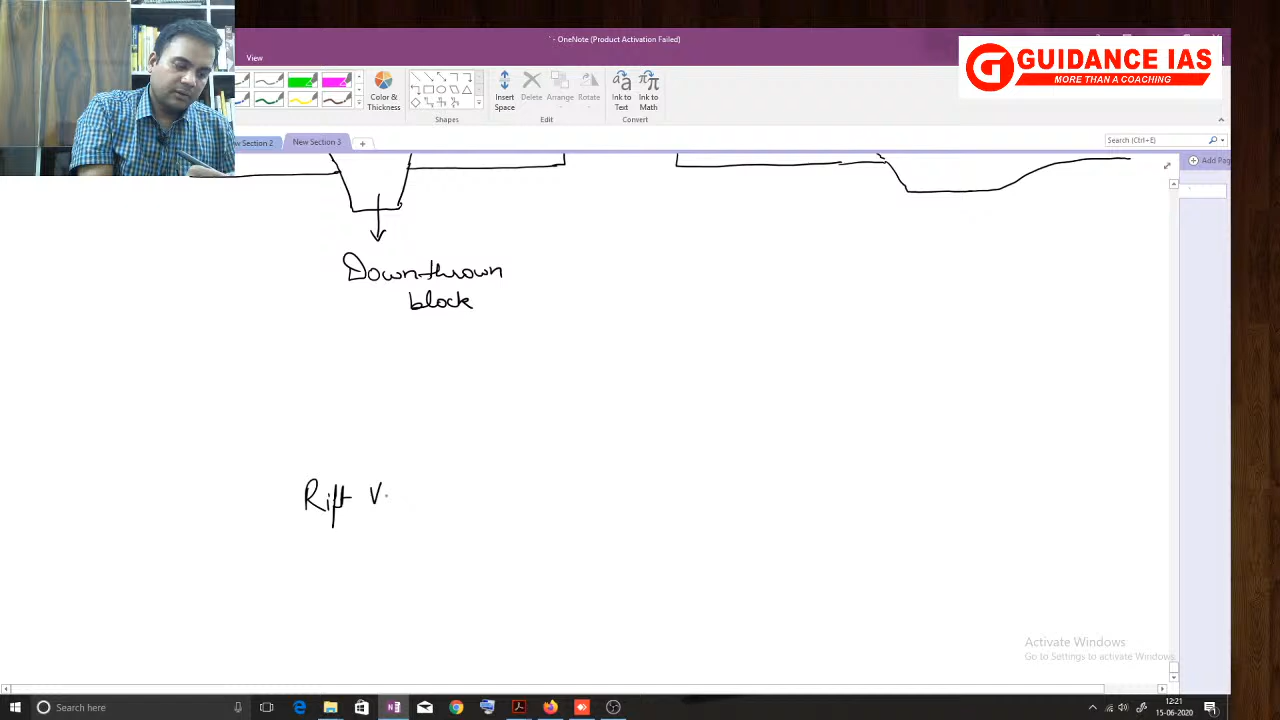 - OneNote (Product Activation Failed)
GUIDANCE IAS
MORE THAN A COACHING
View
Color &
Thickness
Insert
Space
Delete
Arrange
Rotate
Ink to
Text
Ink to
Math
Shapes
Edit
Convert
Section 2
New Section 3
Search (Ctrl+E)
Add Pag
Downthrown
block
Rift V
Activate Windows
Go to Settings to activate Windows
Search here
12:21
15-06-2020